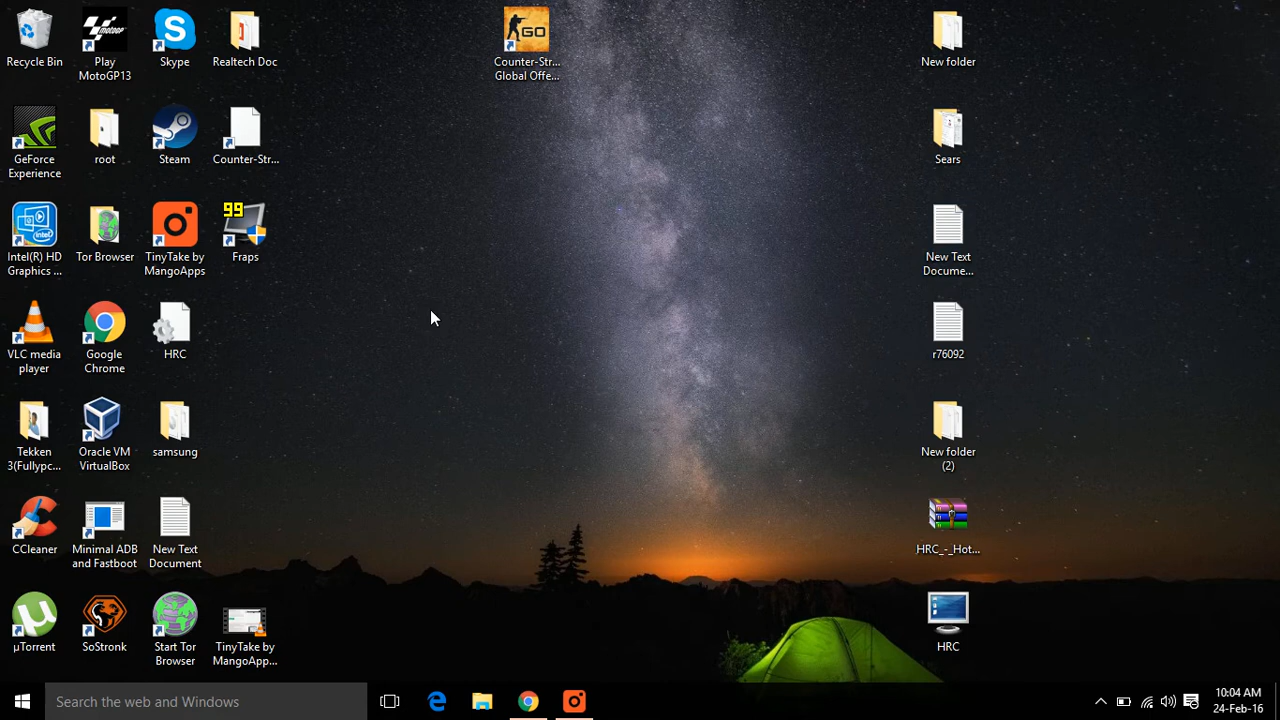 Recycle Bin
Play
MotoGP13
Skype
Realtech Doc
GO
Counter-Str...
Global Offe...
New folder
GeForce
Experience
root
Steam
Counter-Str...
Sears
intel
Intel(R) HD
Graphics ...
Tor Browser
TinyTake by
MangoApps
99
Fraps
New Text
Docume...
VLC media
player
Google
Chrome
HRC
r76092
Tekken
3(Fullypc...
Oracle VM
VirtualBox
samsung
New folder
(2)
CCleaner
Minimal ADB
and Fastboot
New Text
Document
HRC_-_Hot...
µTorrent
SoStronk
Start Tor
Browser
TinyTake by
MangoApp...
HRC
Search the web and Windows
10:04 AM
24-Feb-16